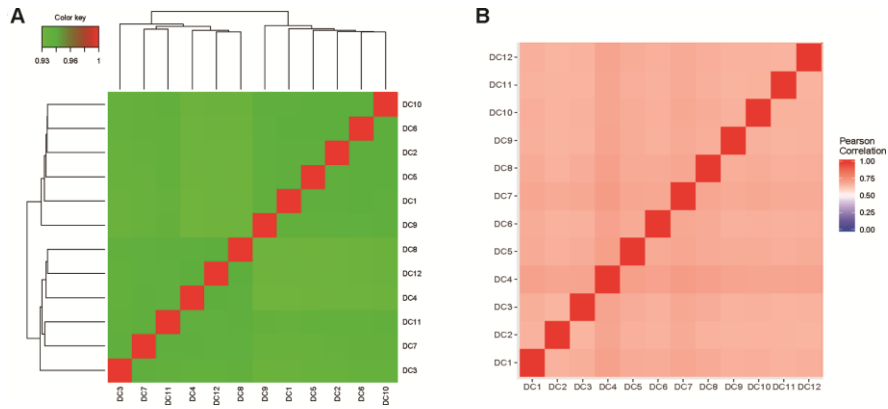 A
Color key
0.93 0.96 1
DC10
DC6
DC2
DC5
DC1
DC9
DC8
DC12
DC4
DC11
DC7
DC3
DC3 DC7 DC11 DC4 DC12 DC8 DC9 DC1 DC5 DC2 DC6 DC10
B
DC12
DC11
DC10
DC9
DC8
DC7
DC6
DC5
DC4
DC3
DC2
DC1
DC1 DC2 DC3 DC4 DC5 DC6 DC7 DC8 DC9 DC10 DC11 DC12
Pearson
Correlation
1.00
0.75
0.50
0.25
0.00